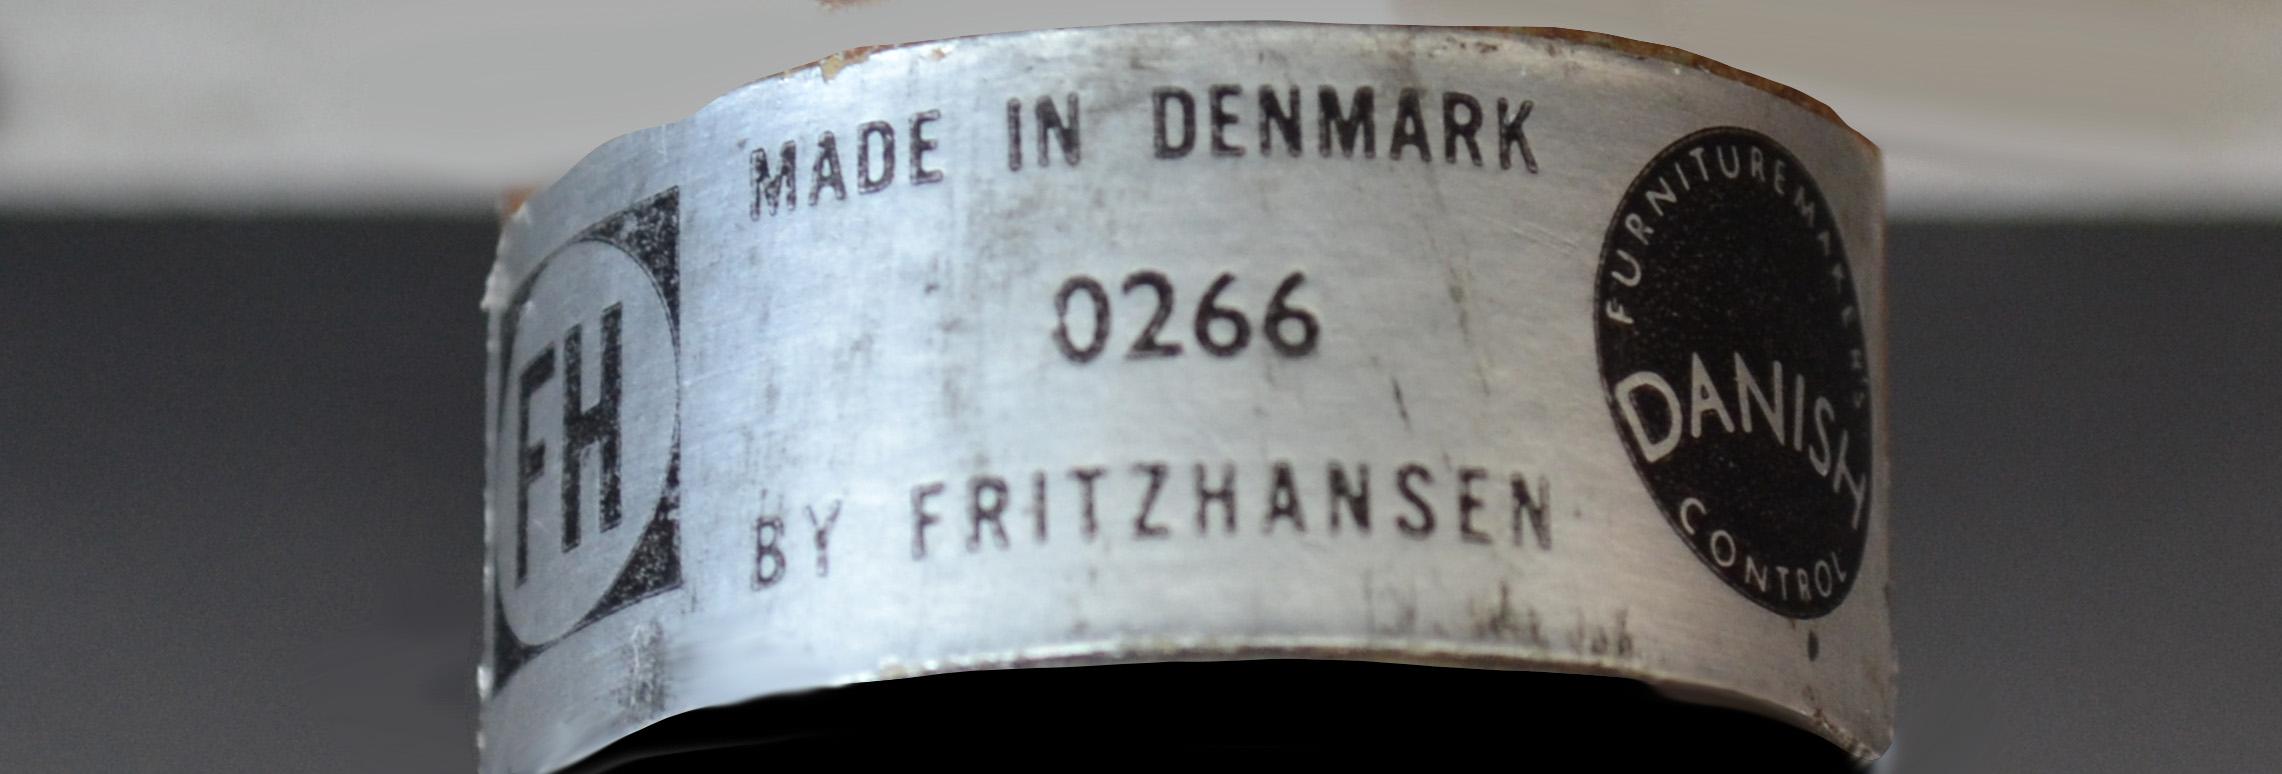 FH
MADE IN DENMARK
0266
BY FRITZHANSEN
FURNITUREMAKERS
DANISH
CONTROL